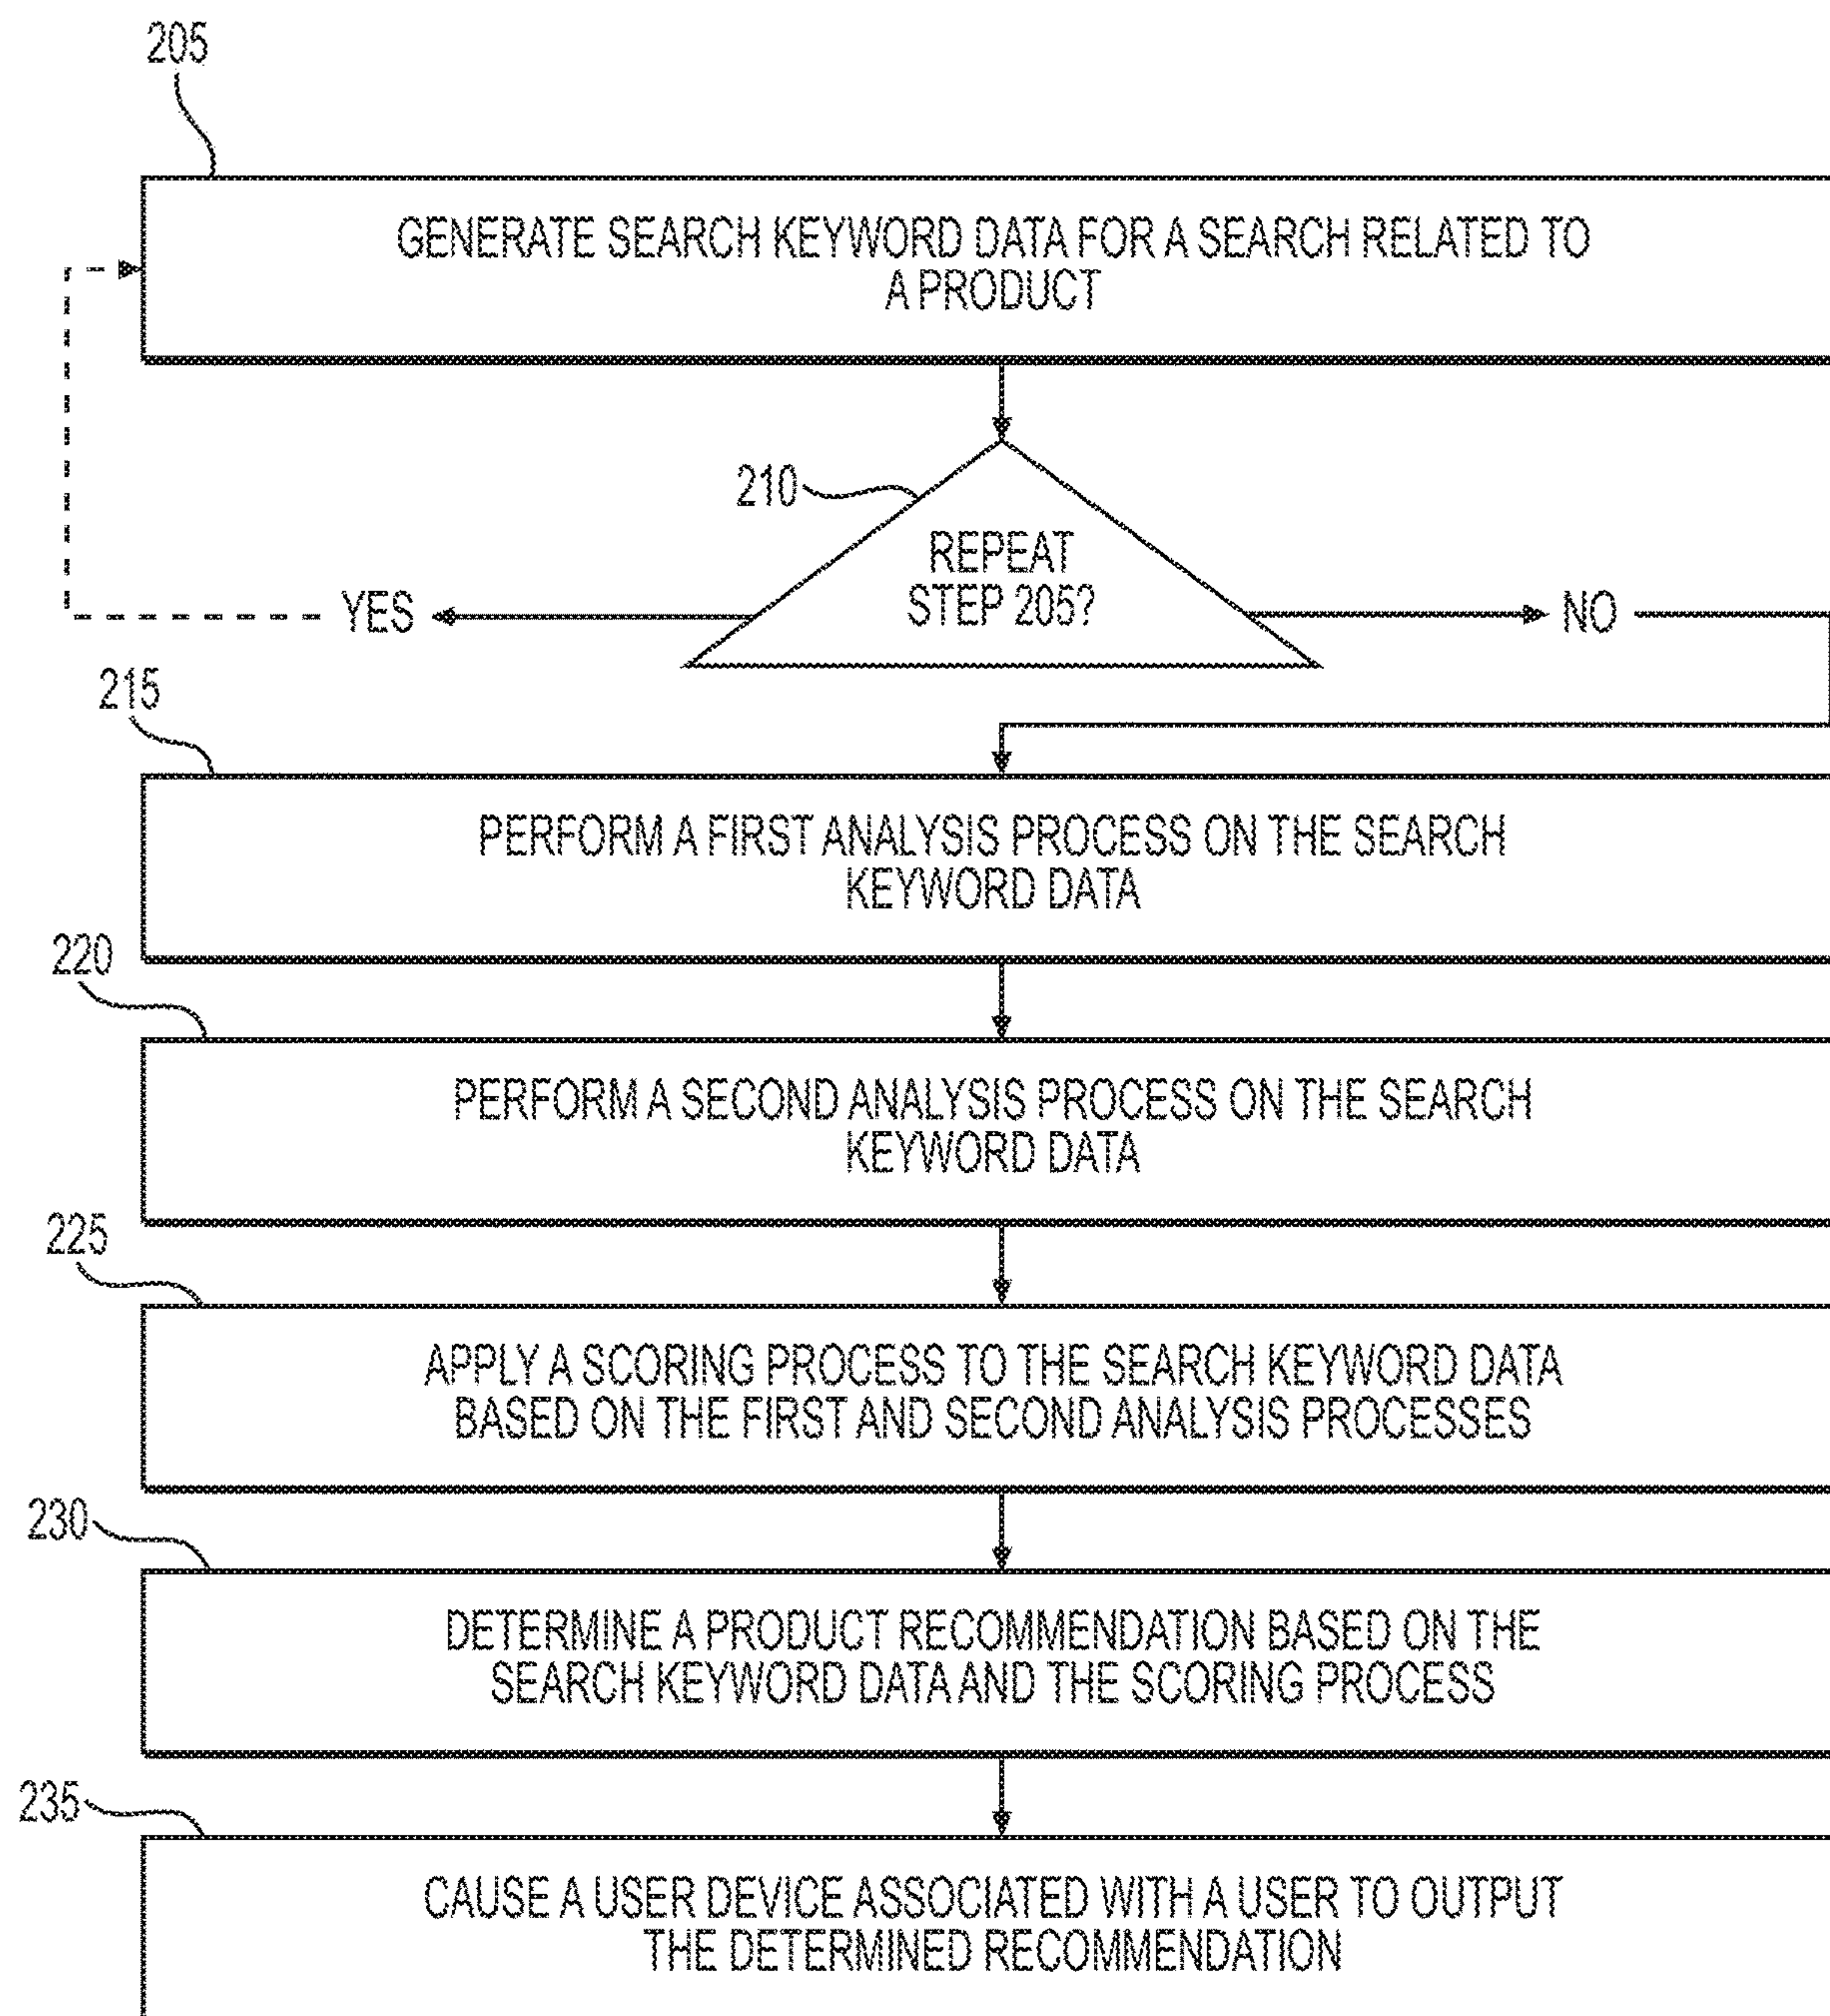 205
GENERATE SEARCH KEYWORD DATA FOR A SEARCH RELATED TO
A PRODUCT
210
REPEAT
STEP 205?
YES
NO
215
PERFORM A FIRST ANALYSIS PROCESS ON THE SEARCH
KEYWORD DATA
220
PERFORM A SECOND ANALYSIS PROCESS ON THE SEARCH
KEYWORD DATA
225
APPLY A SCORING PROCESS TO THE SEARCH KEYWORD DATA
BASED ON THE FIRST AND SECOND ANALYSIS PROCESSES
230
DETERMINE A PRODUCT RECOMMENDATION BASED ON THE
SEARCH KEYWORD DATA AND THE SCORING PROCESS
235
CAUSE A USER DEVICE ASSOCIATED WITH A USER TO OUTPUT
THE DETERMINED RECOMMENDATION